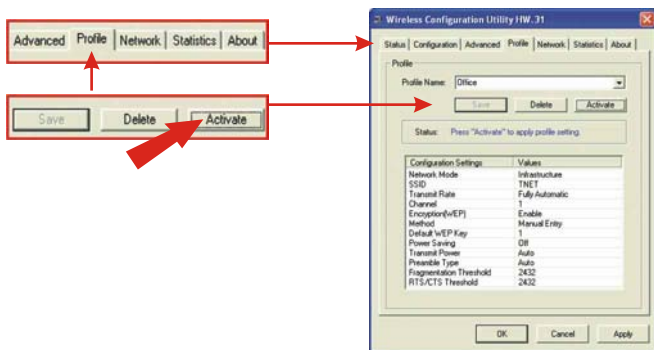 Advanced Profile Network Statistics About
Save Delete Activate
Wireless Configuration Utility HW.31
Status Configuration Advanced Profile Network Statistics About
Profile
Profile Name: Office
Save Delete Activate
Status: Press "Activate" to apply profile setting.
Configuration Settings Values
Network Mode Infrastructure
SSID TNET
Transmit Rate Fully Automatic
Channel 1
Encryption(WEP) Enable
Method Manual Entry
Default WEP Key 1
Power Saving Off
Transmit Power Auto
Preamble Type Auto
Fragmentation Threshold 2432
RTS/CTS Threshold 2432
OK Cancel Apply